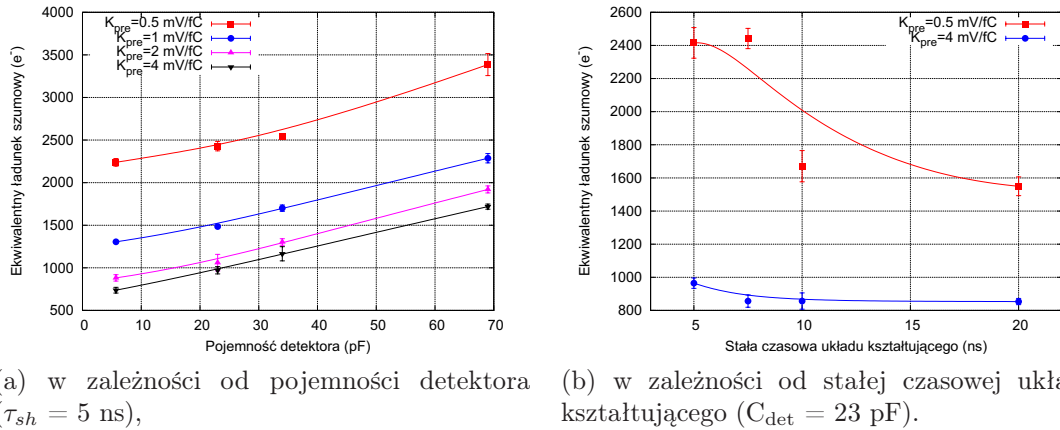 K_pre=0.5 mV/fC
K_pre=1 mV/fC
K_pre=2 mV/fC
K_pre=4 mV/fC
Ekwiwalentny ładunek szumowy (e⁻)
4000
3500
3000
2500
2000
1500
1000
500
0 10 20 30 40 50 60 70
Pojemność detektora (pF)
(a) w zależności od pojemności detektora
(τ_sh = 5 ns),
K_pre=0.5 mV/fC
K_pre=4 mV/fC
Ekwiwalentny ładunek szumowy (e⁻)
2600
2400
2200
2000
1800
1600
1400
1200
1000
800
5 10 15 20
Stała czasowa układu kształtującego (ns)
(b) w zależności od stałej czasowej ukła
kształtującego (C_det = 23 pF).